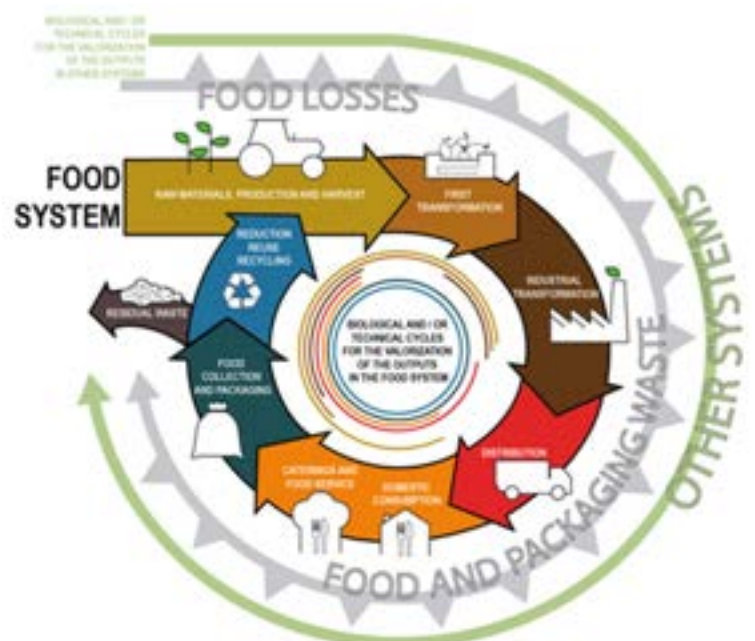 BIOLOGICAL AND / OR
TECHNICAL CYCLES
FOR THE VALORIZATION
OF THE OUTPUTS
IN OTHER SYSTEMS
FOOD LOSSES
FOOD
SYSTEM
RAW MATERIALS, PRODUCTION AND HARVEST
FIRST
TRANSFORMATION
INDUSTRIAL
TRANSFORMATION
DISTRIBUTION
DOMESTIC
CONSUMPTION
CATERING AND
FOOD SERVICE
FOOD
COLLECTION
AND PACKAGING
RESIDUAL WASTE
REDUCTION
REUSE
RECYCLING
BIOLOGICAL AND / OR
TECHNICAL CYCLES
FOR THE VALORIZATION
OF THE OUTPUTS
IN THE FOOD SYSTEM
FOOD AND PACKAGING WASTE
OTHER SYSTEMS